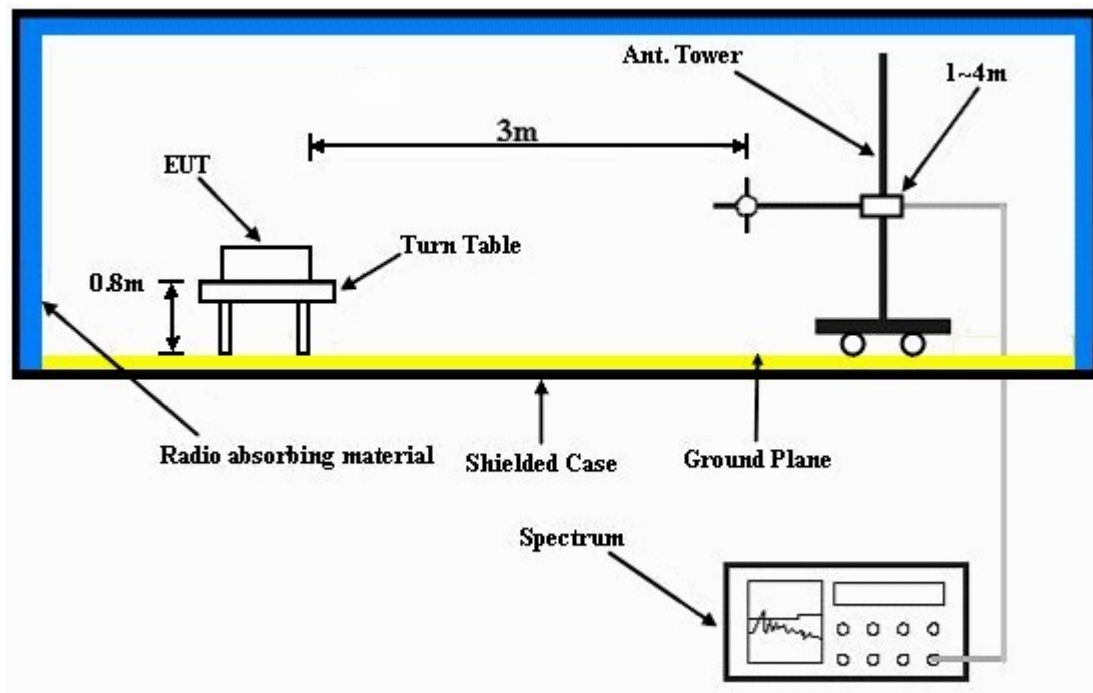 Ant. Tower
1~4m
3m
EUT
Turn Table
0.8m
Radio absorbing material
Shielded Case
Ground Plane
Spectrum